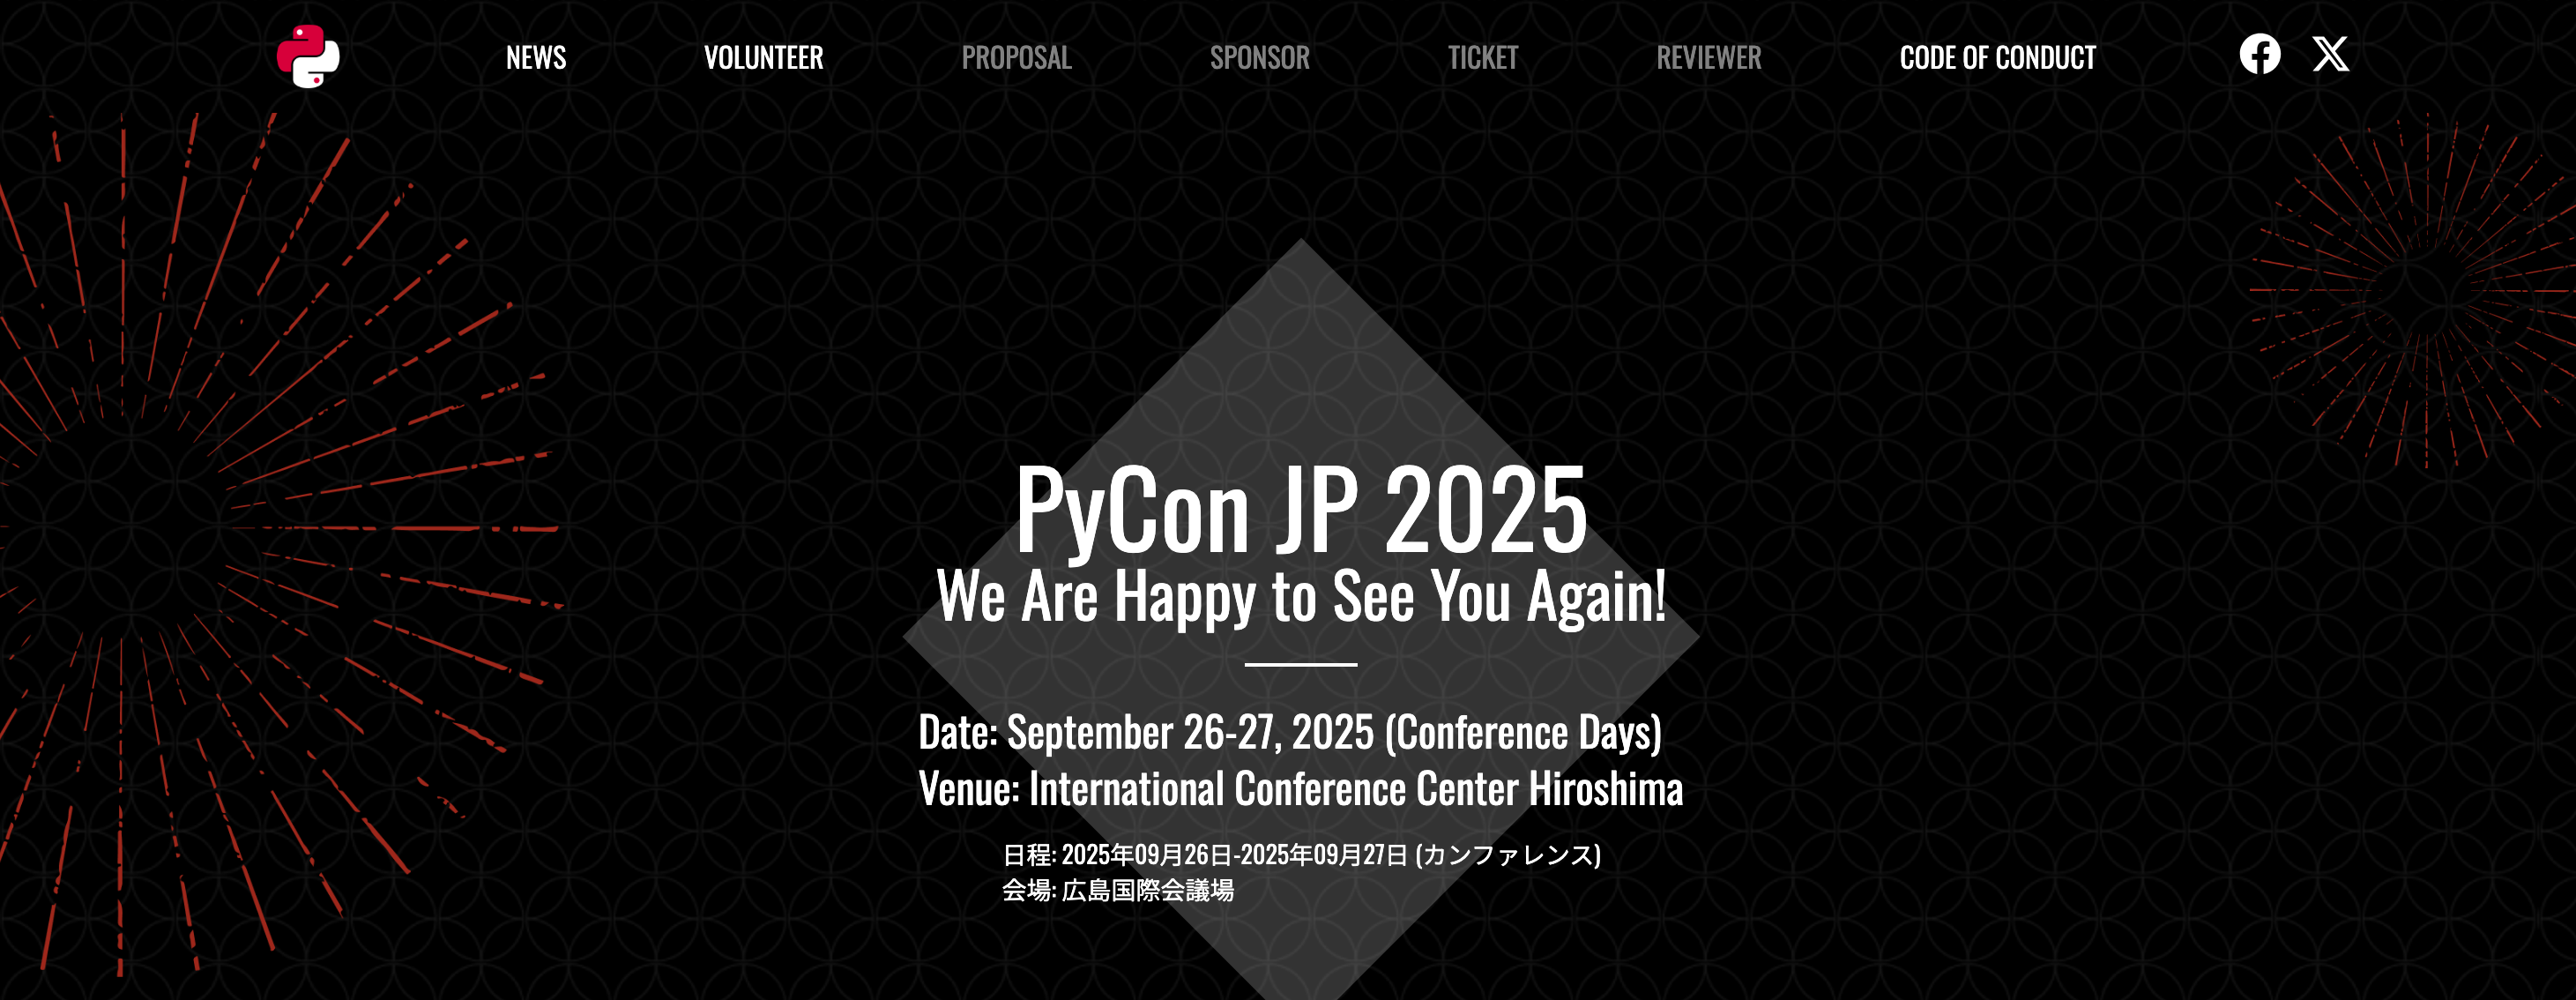 NEWS VOLUNTEER PROPOSAL SPONSOR TICKET REVIEWER CODE OF CONDUCT
PyCon JP 2025
We Are Happy to See You Again!
Date: September 26-27, 2025 (Conference Days)
Venue: International Conference Center Hiroshima
日程: 2025年09月26日-2025年09月27日 (カンファレンス)
会場: 広島国際会議場